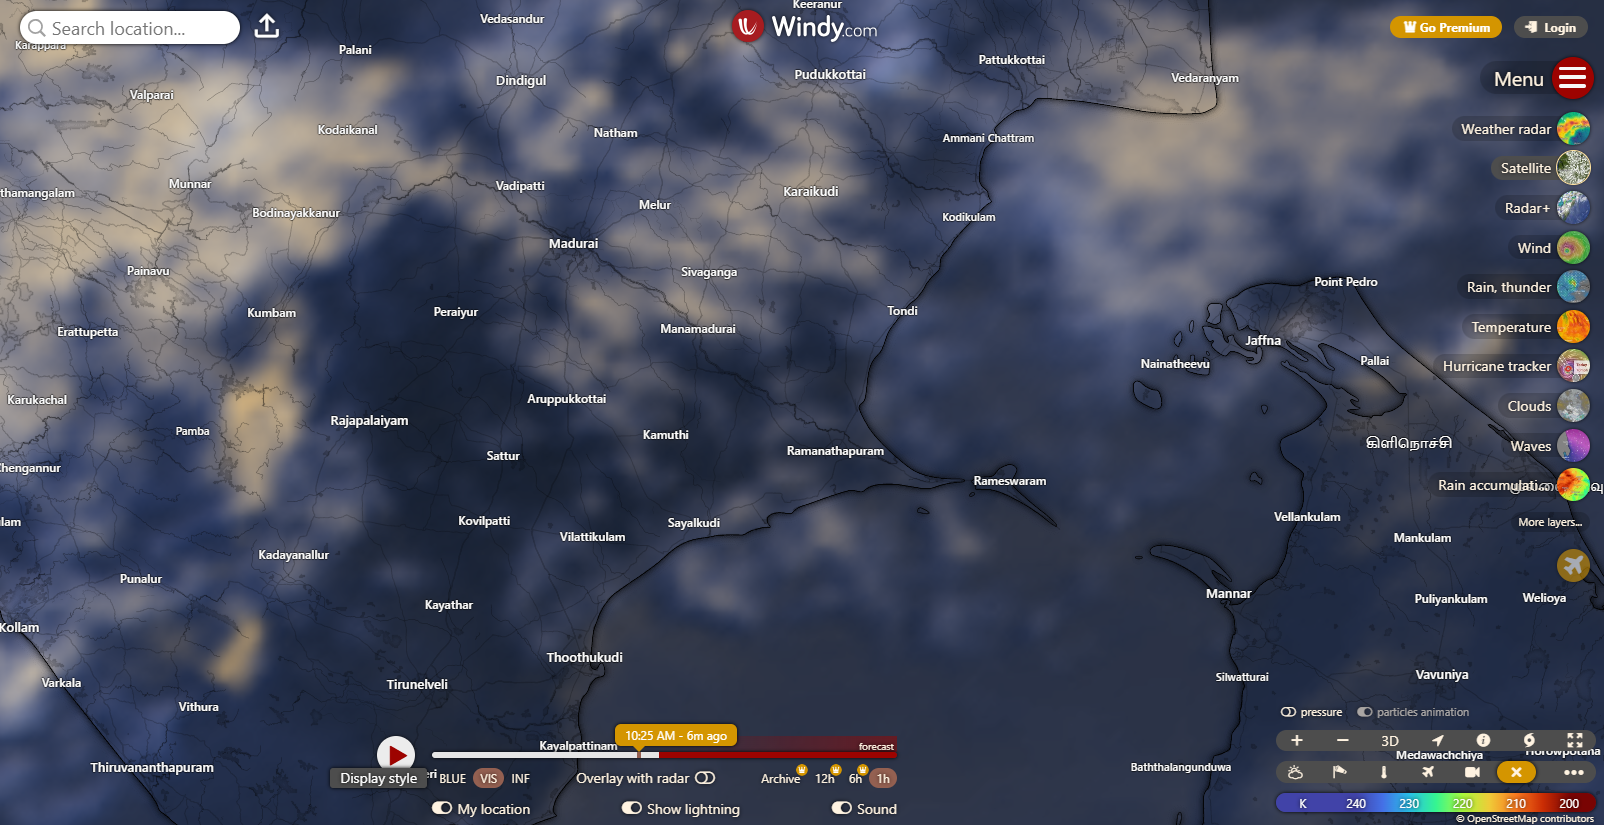 Search location...
Windy.com
Go Premium
Login
Menu
Weather radar
Satellite
Radar+
Wind
Rain, thunder
Temperature
Hurricane tracker
Clouds
Waves
Rain accumulati...
More layers...
Keeranur
Vedasandur
Karappara
Palani
Pattukkottai
Dindigul
Pudukkottai
Vedaranyam
Valparai
Kodaikanal
Natham
Ammani Chattram
thamangalam
Munnar
Vadipatti
Karaikudi
Melur
Bodinayakkanur
Kodikulam
Madurai
Painavu
Sivaganga
Point Pedro
Kumbam
Peraiyur
Tondi
Erattupetta
Manamadurai
Jaffna
Nainatheevu
Pallai
Karukachal
Aruppukkottai
Rajapalaiyam
Pamba
Kamuthi
கிளிநொச்சி
Sattur
Ramanathapuram
Chengannur
Rameswaram
lam
Kovilpatti
Sayalkudi
Vellankulam
Vilattikulam
Mankulam
Kadayanallur
Punalur
Mannar
Puliyankulam
Welioya
Kayathar
Kollam
Thoothukudi
Varkala
Tirunelveli
Silwatturai
Vavuniya
Vithura
Kayalpattinam
Thiruvananthapuram
Baththalangunduwa
Medawachchiya
Horowpotana
10:25 AM - 6m ago
forecast
Display style
eri
BLUE
VIS
INF
Overlay with radar
Archive
12h
6h
1h
My location
Show lightning
Sound
pressure
particles animation
+
−
3D
K 240 230 220 210 200
© OpenStreetMap contributors